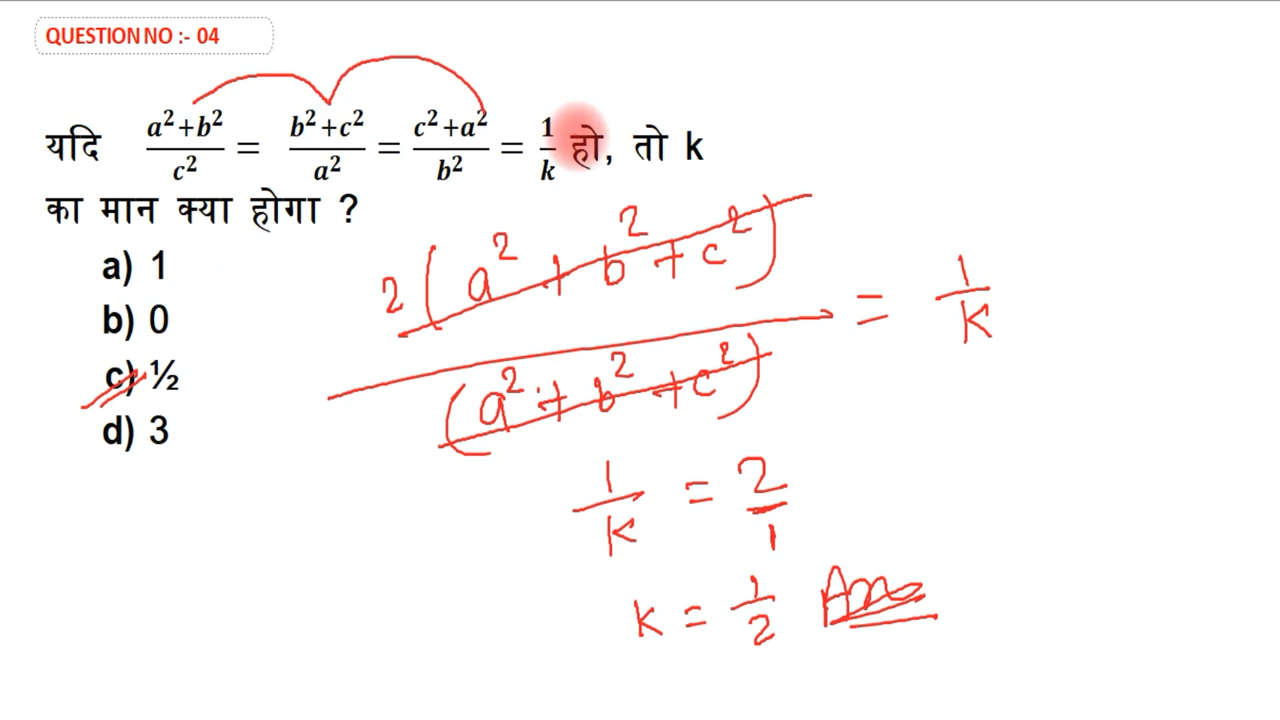 QUESTION NO :- 04
यदि a²+b²/c² = b²+c²/a² = c²+a²/b² = 1/k हो, तो k
का मान क्या होगा ?
a) 1
b) 0
c) ½
d) 3
2(a² + b² + c²)/(a² + b² + c²) = 1/K
1/K = 2/1
K = 1/2 Ans